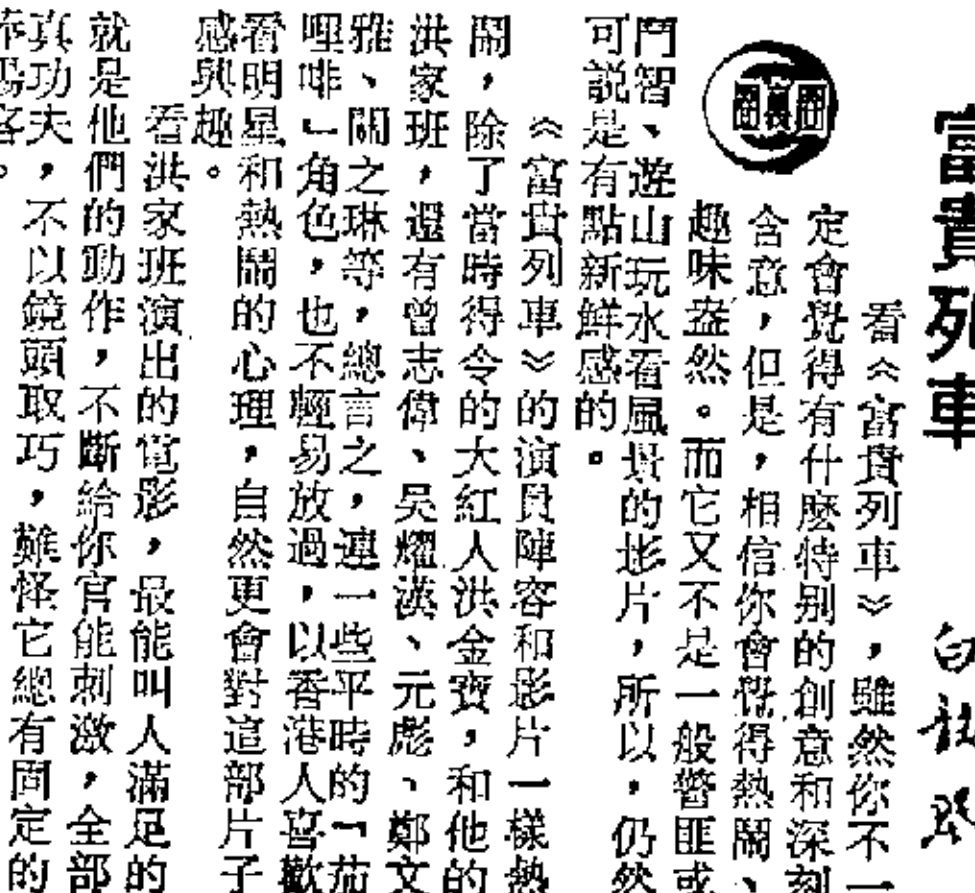 富貴列車
看《富貴列車》，雖然你不一
定會覺得有什麼特别的創意和深刻
含意，但是，相信你會覺得熱鬧、
趣味盎然。而它又不是一般警匪或
鬥智、遊山玩水看風景的影片，所以，仍然
可説是有點新鮮感的。
《富貴列車》的演員陣容和影片一樣熱
鬧，除了當時得令的大紅人洪金寶，和他的
洪家班，還有曾志偉、吴耀漢、元彪、鄭文
雅、關之琳等，總言之，連一些平時的「茄
哩啡」角色，也不輕易放過，以香港人喜歡
看明星和熱鬧的心理，自然更會對這部片子
感興趣。
看洪家班演出的電影，最能叫人滿足的
就是他們的動作，不斷給你官能刺激，全部
真功夫，不以鏡頭取巧，難怪它總有固定的
客。